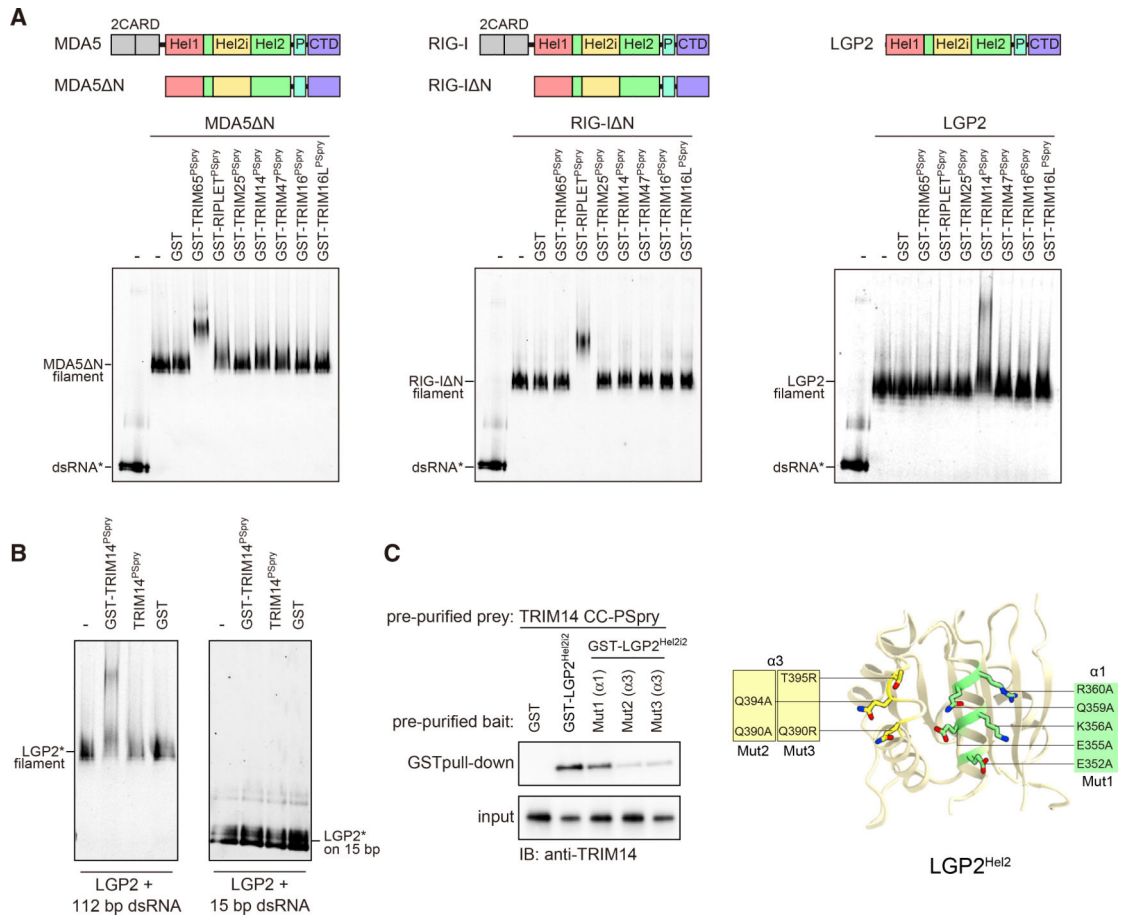 A
2CARD
MDA5
Hel1
Hel2i
Hel2
P
CTD
MDA5ΔN
MDA5ΔN
-
-
GST
GST-TRIM65PSpry
GST-RIPLETPSpry
GST-TRIM25PSpry
GST-TRIM14PSpry
GST-TRIM47PSpry
GST-TRIM16PSpry
GST-TRIM16LPSpry
MDA5ΔN
filament
dsRNA*
2CARD
RIG-I
Hel1
Hel2i
Hel2
P
CTD
RIG-IΔN
RIG-IΔN
-
-
GST
GST-TRIM65PSpry
GST-RIPLETPSpry
GST-TRIM25PSpry
GST-TRIM14PSpry
GST-TRIM47PSpry
GST-TRIM16PSpry
GST-TRIM16LPSpry
RIG-IΔN
filament
dsRNA*
LGP2
Hel1
Hel2i
Hel2
P
CTD
LGP2
-
-
GST
GST-TRIM65PSpry
GST-RIPLETPSpry
GST-TRIM25PSpry
GST-TRIM14PSpry
GST-TRIM47PSpry
GST-TRIM16PSpry
GST-TRIM16LPSpry
LGP2
filament
dsRNA*
B
-
GST-TRIM14PSpry
TRIM14PSpry
GST
LGP2*
filament
LGP2 +
112 bp dsRNA
-
GST-TRIM14PSpry
TRIM14PSpry
GST
LGP2*
on 15 bp
LGP2 +
15 bp dsRNA
C
pre-purified prey: TRIM14 CC-PSpry
GST-LGP2Hel2i2
pre-purified bait:
GST
GST-LGP2Hel2i2
Mut1 (α1)
Mut2 (α3)
Mut3 (α3)
GSTpull-down
input
IB: anti-TRIM14
α3
T395R
Q394A
Q390A
Q390R
Mut2
Mut3
α1
R360A
Q359A
K356A
E355A
E352A
Mut1
LGP2Hel2